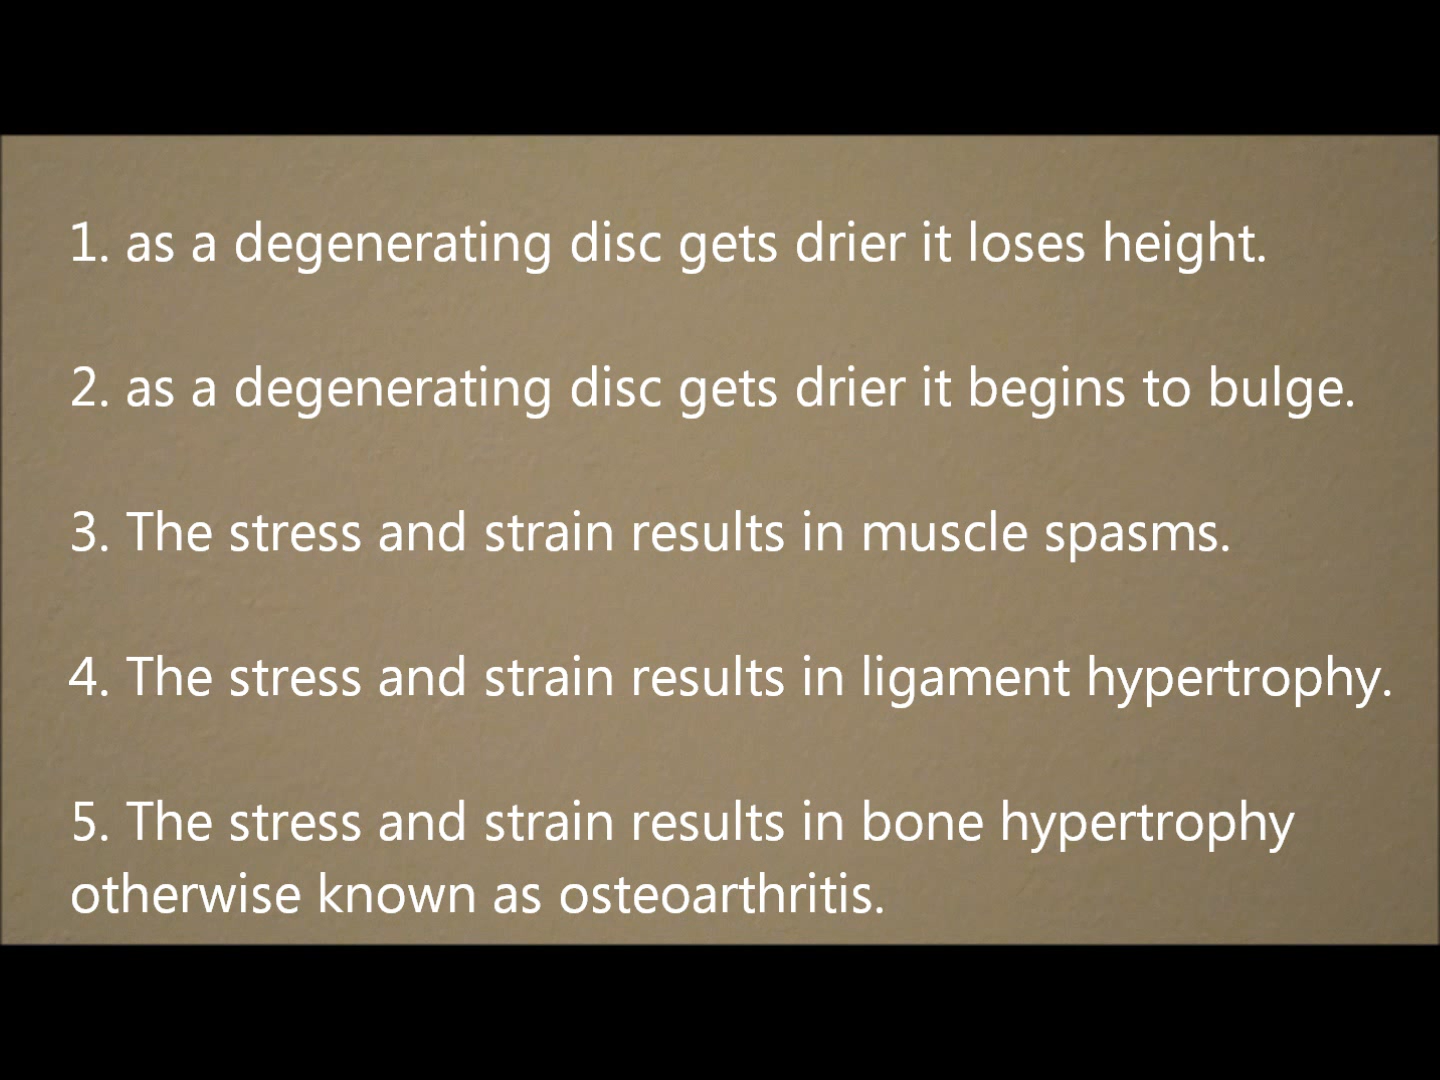 1. as a degenerating disc gets drier it loses height.
2. as a degenerating disc gets drier it begins to bulge.
3. The stress and strain results in muscle spasms.
4. The stress and strain results in ligament hypertrophy.
5. The stress and strain results in bone hypertrophy
otherwise known as osteoarthritis.